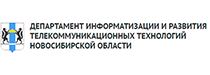 ДЕПАРТАМЕНТ ИНФОРМАТИЗАЦИИ И РАЗВИТИЯ
ТЕЛЕКОММУНИКАЦИОННЫХ ТЕХНОЛОГИЙ
НОВОСИБИРСКОЙ ОБЛАСТИ